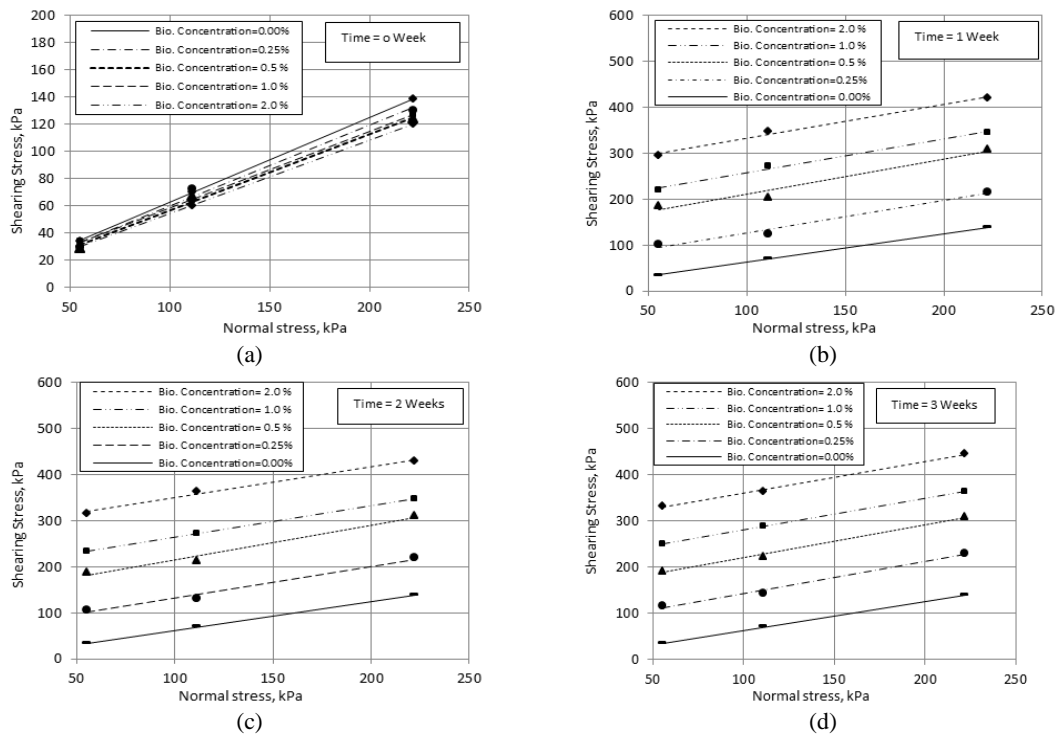 Bio. Concentration=0.00%
Bio. Concentration=0.25%
Bio. Concentration=0.5 %
Bio. Concentration= 1.0 %
Bio. Concentration= 2.0 %
Time = o Week
200
180
160
140
120
100
80
60
40
20
0
50
100
150
200
250
Shearing Stress, kPa
Normal stress, kPa
(a)
Bio. Concentration= 2.0 %
Bio. Concentration= 1.0 %
Bio. Concentration= 0.5 %
Bio. Concentration=0.25%
Bio. Concentration=0.00%
Time = 1 Week
600
500
400
300
200
100
0
50
100
150
200
250
Shearing Stress, kPa
Normal stress, kPa
(b)
Bio. Concentration= 2.0 %
Bio. Concentration= 1.0 %
Bio. Concentration= 0.5 %
Bio. Concentration=0.25%
Bio. Concentration=0.00%
Time = 2 Weeks
600
500
400
300
200
100
0
50
100
150
200
250
Shearing Stress, kPa
Normal stress, kPa
(c)
Bio. Concentration= 2.0 %
Bio. Concentration= 1.0 %
Bio. Concentration= 0.5 %
Bio. Concentration=0.25%
Bio. Concentration=0.00%
Time = 3 Weeks
600
500
400
300
200
100
0
50
100
150
200
250
Shearing Stress, kPa
Normal stress, kPa
(d)